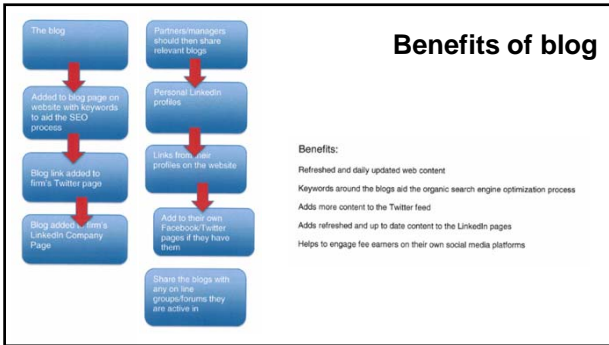 Benefits of blog
The blog
Added to blog page on
website with keywords
to aid the SEO
process
Blog link added to
firm's Twitter page
Blog added firm's
LinkedIn Company
Page
Partners/managers
should then share
relevant blogs
Personal LinkedIn
profiles
Links from their
profiles on the website
Add to their own
Facebook/Twitter
pages if they have
them
Share the blogs with
any on line
groups/forums they
are active in
Benefits:
Refreshed and daily updated web content
Keywords around the blogs aid the organic search engine optimization process
Adds more content to the Twitter feed
Adds refreshed and up to date content to the LinkedIn pages
Helps to engage fee earners on their own social media platforms